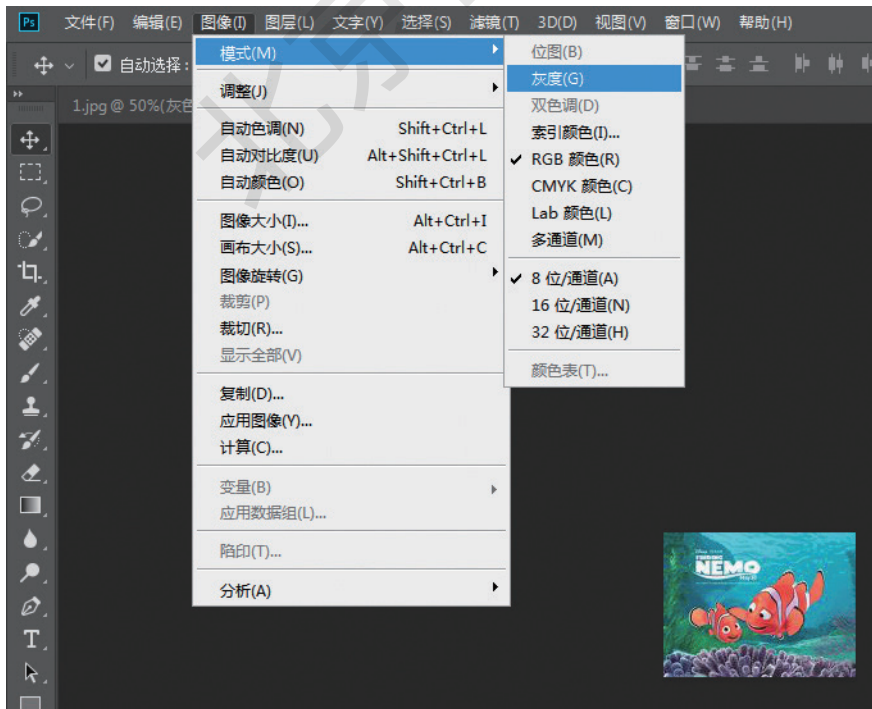 Ps 文件(F) 编辑(E) 图像(I) 图层(L) 文字(Y) 选择(S) 滤镜(T) 3D(D) 视图(V) 窗口(W) 帮助(H)
自动选择:
1.jpg @ 50%(灰色
模式(M)
调整(J)
自动色调(N) Shift+Ctrl+L
自动对比度(U) Alt+Shift+Ctrl+L
自动颜色(O) Shift+Ctrl+B
图像大小(I)... Alt+Ctrl+I
画布大小(S)... Alt+Ctrl+C
图像旋转(G)
裁剪(P)
裁切(R)...
显示全部(V)
复制(D)...
应用图像(Y)...
计算(C)...
变量(B)
应用数据组(L)...
陷印(T)...
分析(A)
位图(B)
灰度(G)
双色调(D)
索引颜色(I)...
RGB 颜色(R)
CMYK 颜色(C)
Lab 颜色(L)
多通道(M)
8 位/通道(A)
16 位/通道(N)
32 位/通道(H)
颜色表(T)...
FINDING
NEMO
北京